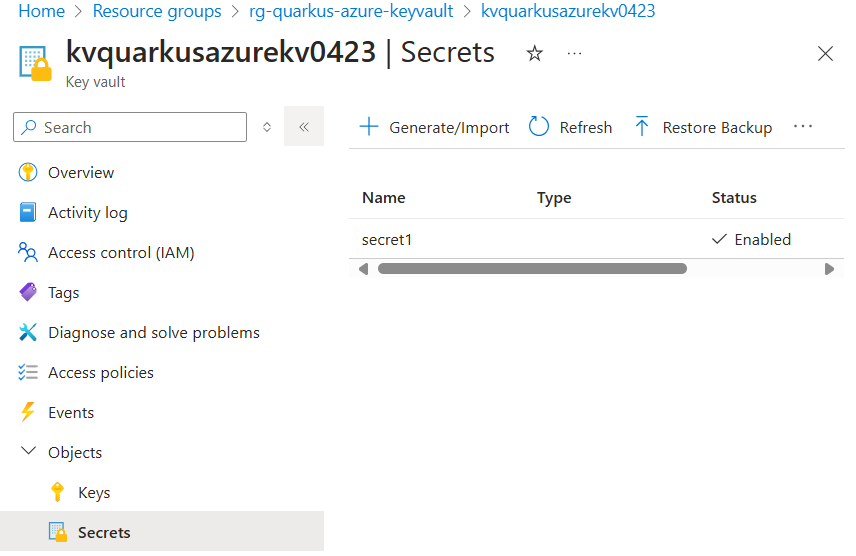 Home > Resource groups > rg-quarkus-azure-keyvault > kvquarkusazurekv0423
kvquarkusazurekv0423 | Secrets
Key vault
Search
Generate/Import Refresh Restore Backup
Overview
Activity log
Access control (IAM)
Tags
Diagnose and solve problems
Access policies
Events
Objects
Keys
Secrets
Name Type Status
secret1 Enabled